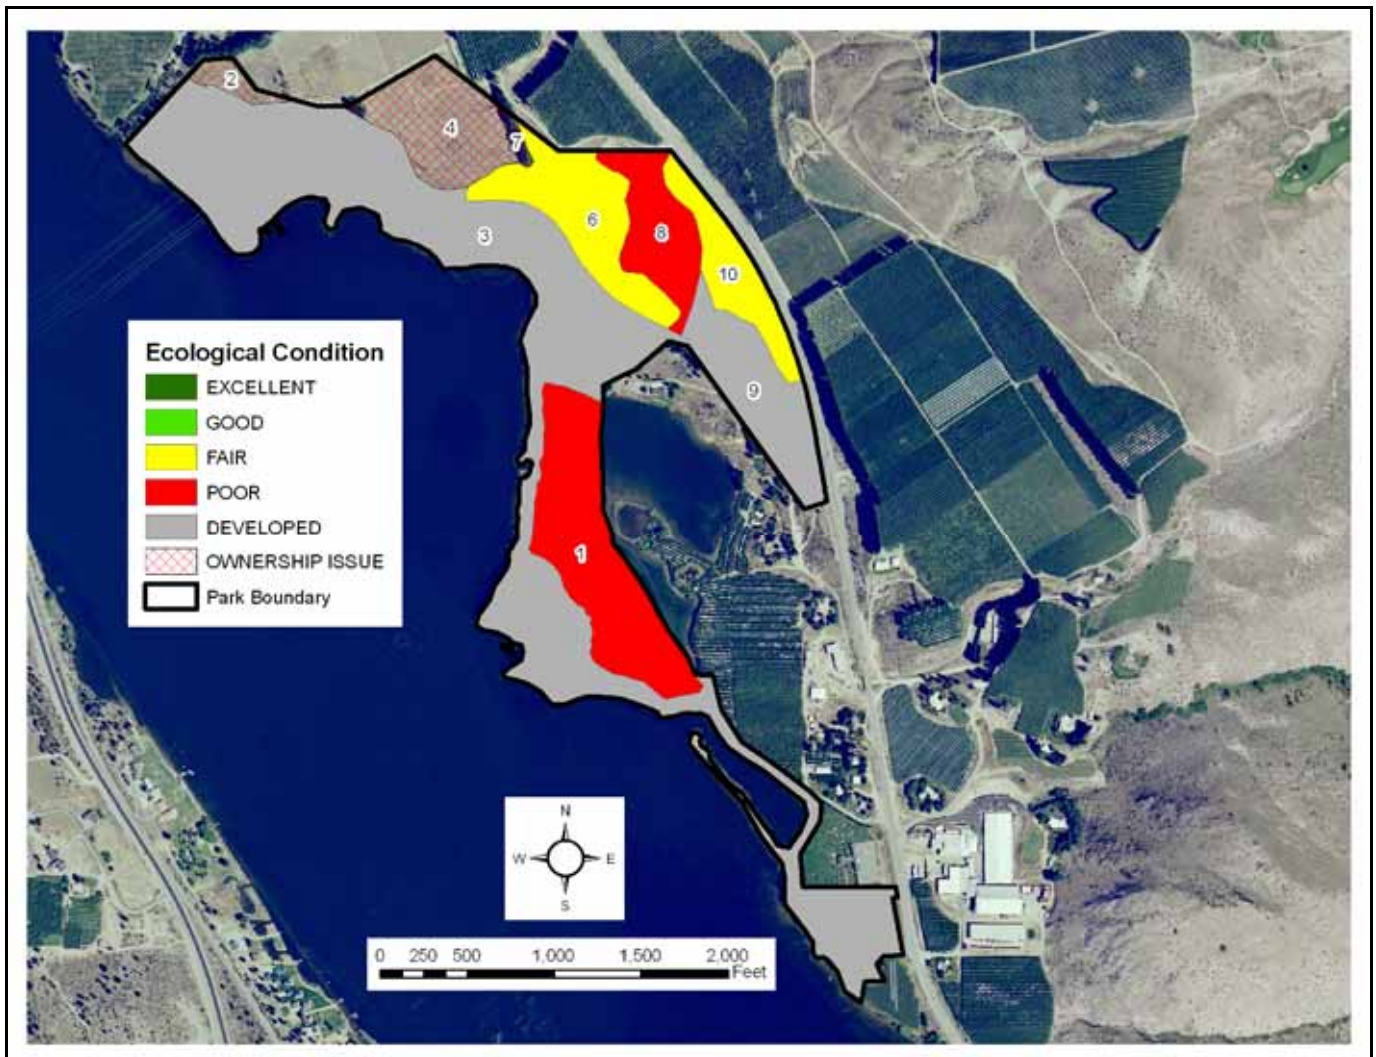 2
4
7
6
8
3
10
9
1
Ecological Condition
EXCELLENT
GOOD
FAIR
POOR
DEVELOPED
OWNERSHIP ISSUE
Park Boundary
N
W E
S
0 250 500 1,000 1,500 2,000
Feet